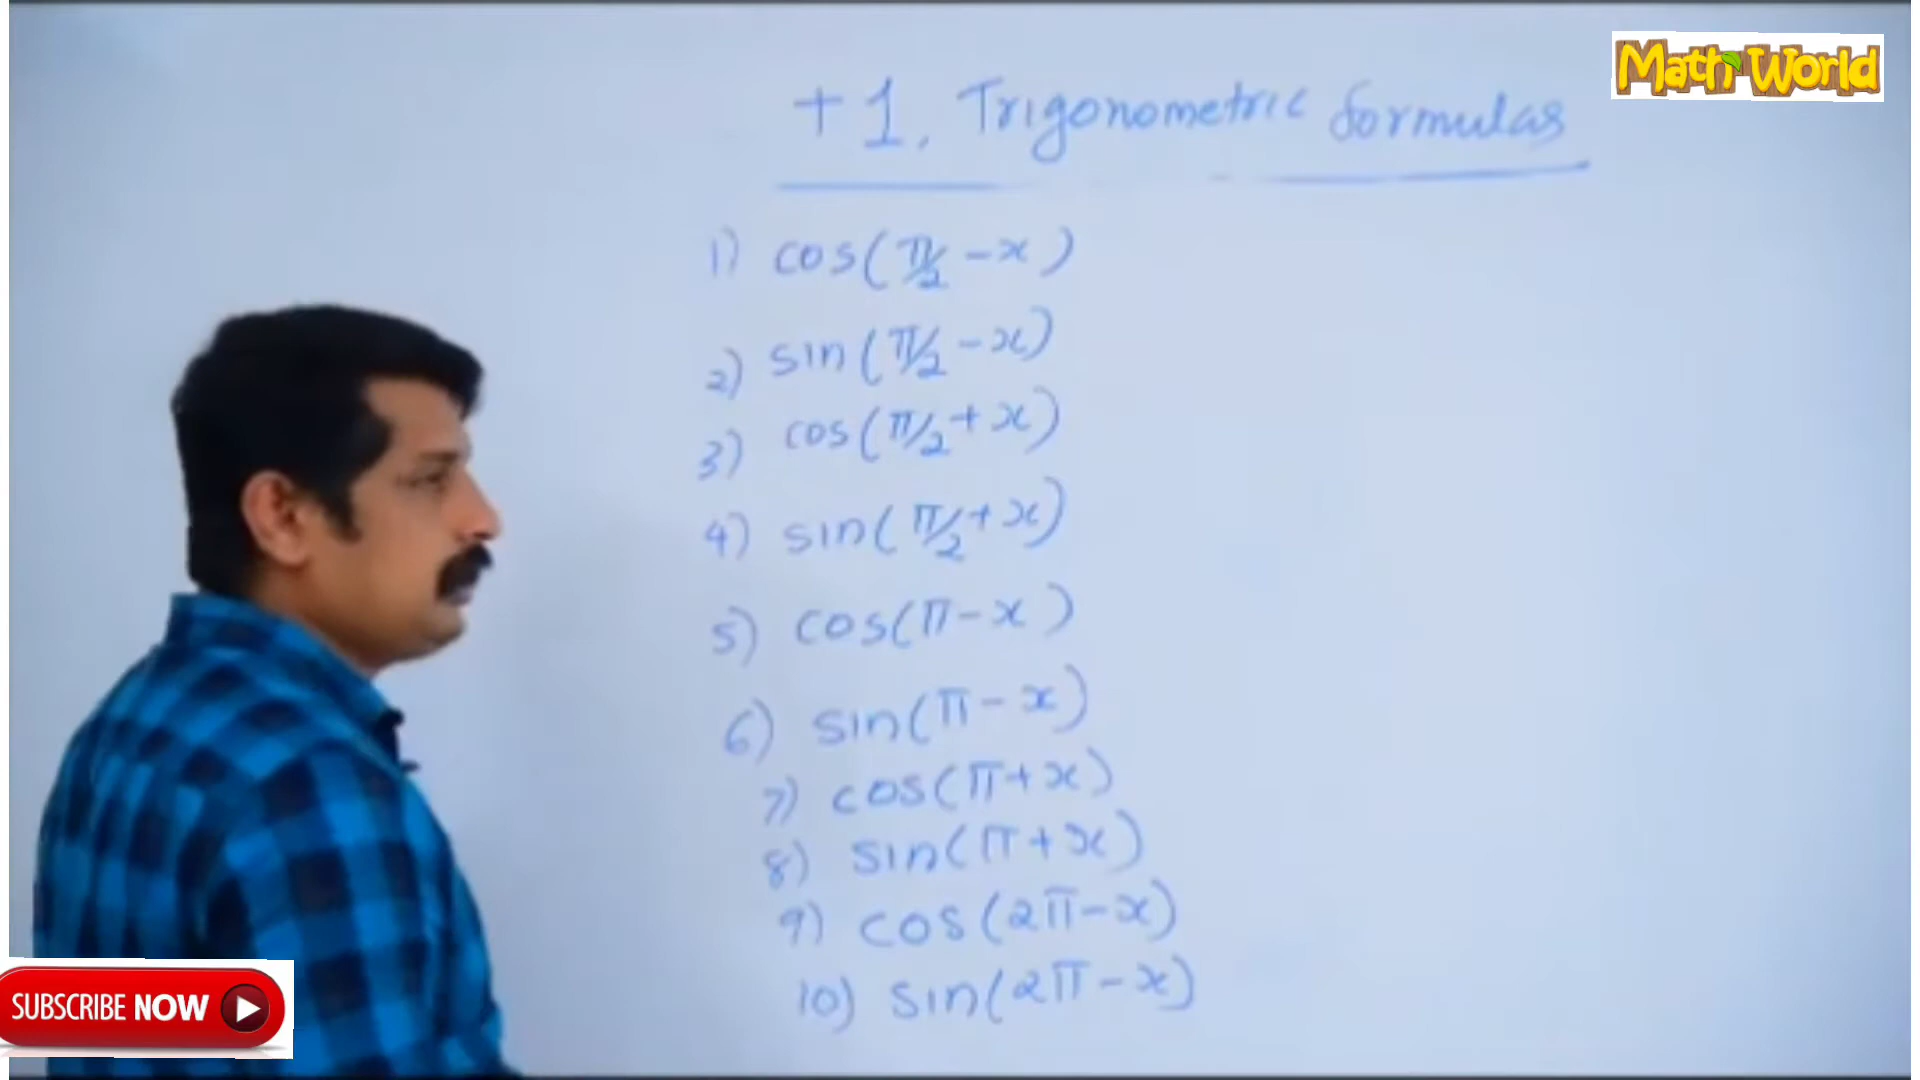 Math World
+1, Trigonometric formulas
1) cos(π/2 - x)
2) sin(π/2 - x)
3) cos(π/2 + x)
4) sin(π/2 + x)
5) cos(π - x)
6) sin(π - x)
7) cos(π + x)
8) sin(π + x)
9) cos(2π - x)
10) sin(2π - x)
SUBSCRIBE NOW